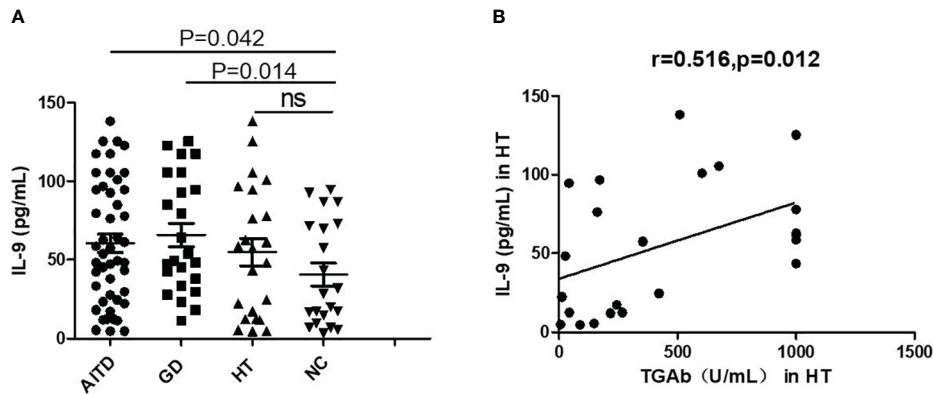 A
P=0.042
P=0.014
ns
150
100
50
0
IL-9 (pg/mL)
AITD
GD
HT
NC
B
r=0.516,p=0.012
150
100
50
0
IL-9 (pg/mL) in HT
0
500
1000
1500
TGAb（U/mL） in HT